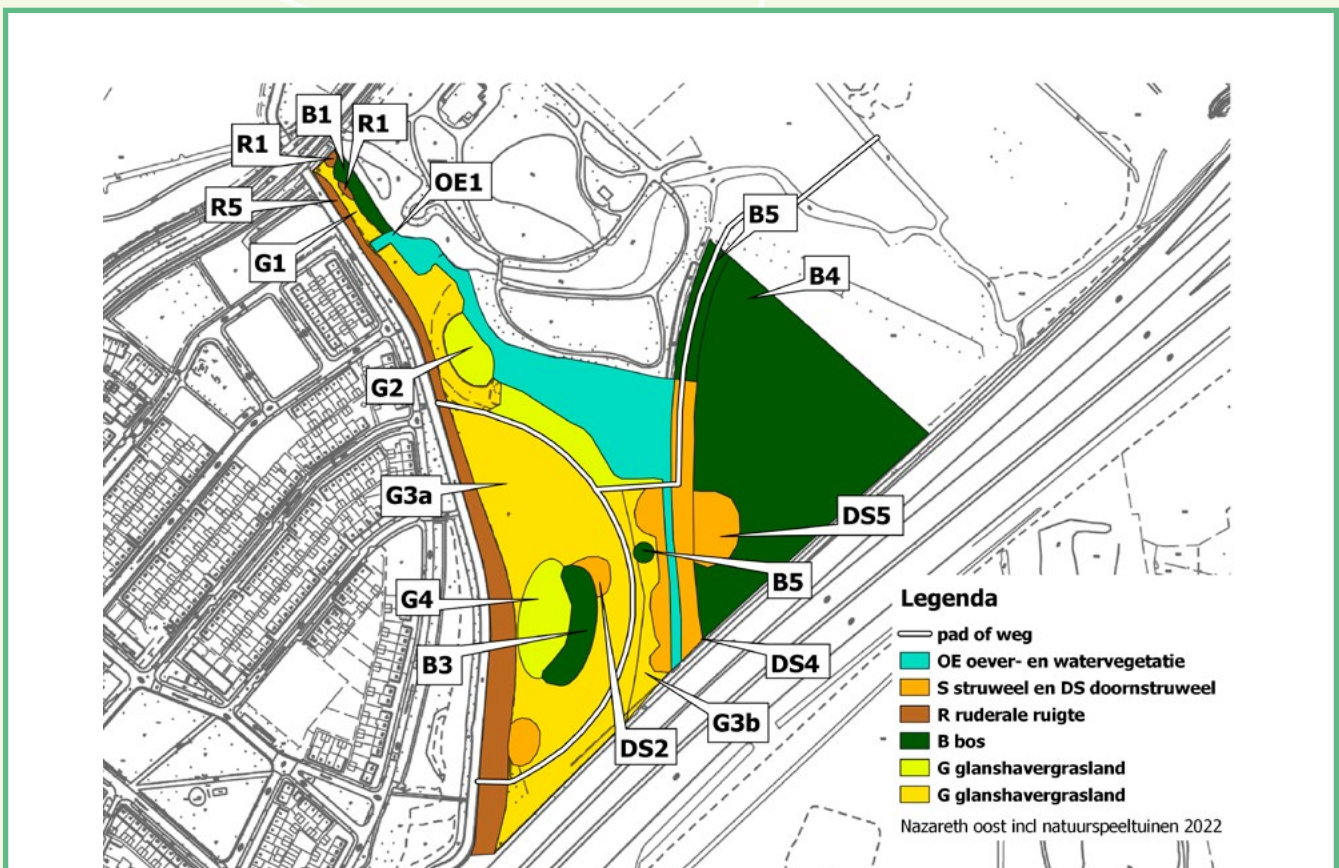 B1
R1
R1
OE1
R5
B5
G1
B4
G2
G3a
DS5
B5
G4
B3
DS4
G3b
DS2
Legenda
pad of weg
OE oever- en watervegetatie
S struweel en DS doornstruweel
R ruderale ruigte
B bos
G glanshavergrasland
G glanshavergrasland
Nazareth oost incl natuurspeeltuinen 2022